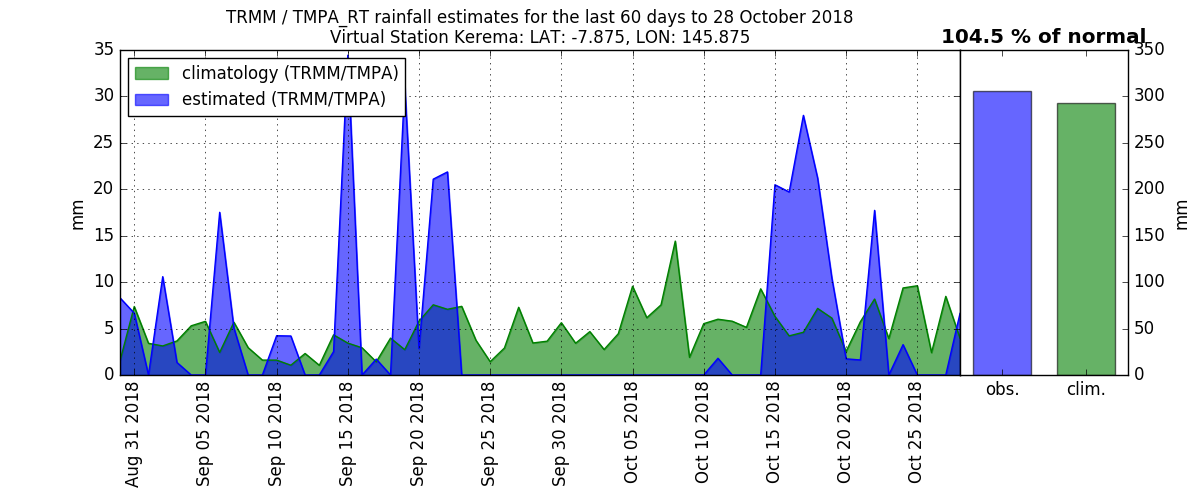 TRMM / TMPA_RT rainfall estimates for the last 60 days to 28 October 2018
Virtual Station Kerema: LAT: -7.875, LON: 145.875
104.5 % of normal
climatology (TRMM/TMPA)
estimated (TRMM/TMPA)
35
30
25
20
15
10
5
0
mm
350
300
250
200
150
100
50
0
mm
Aug 31 2018
Sep 05 2018
Sep 10 2018
Sep 15 2018
Sep 20 2018
Sep 25 2018
Sep 30 2018
Oct 05 2018
Oct 10 2018
Oct 15 2018
Oct 20 2018
Oct 25 2018
obs.
clim.